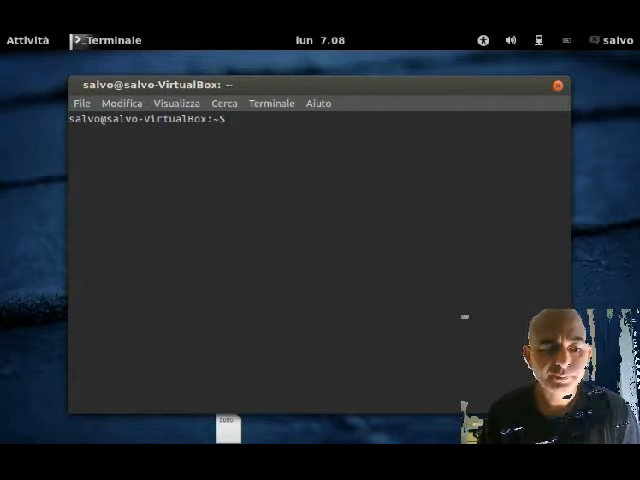 Attività Terminale lun 7.08 salvo
salvo@salvo-VirtualBox: ~
File Modifica Visualizza Cerca Terminale Aiuto
salvo@salvo-VirtualBox:~$